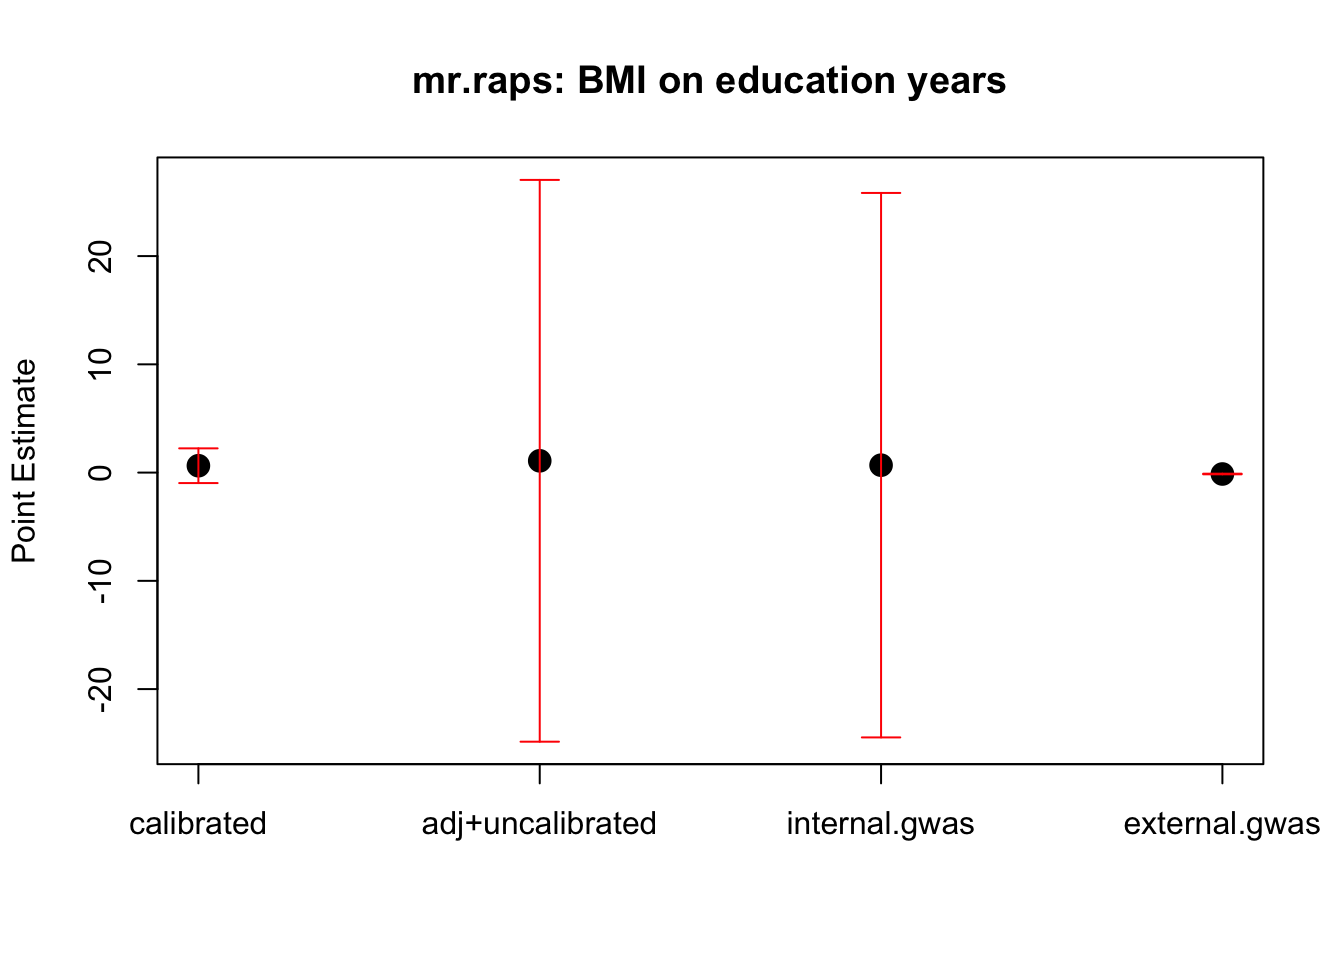 mr.raps: BMI on education years
Point Estimate
20
10
0
-10
-20
calibrated
adj+uncalibrated
internal.gwas
external.gwas